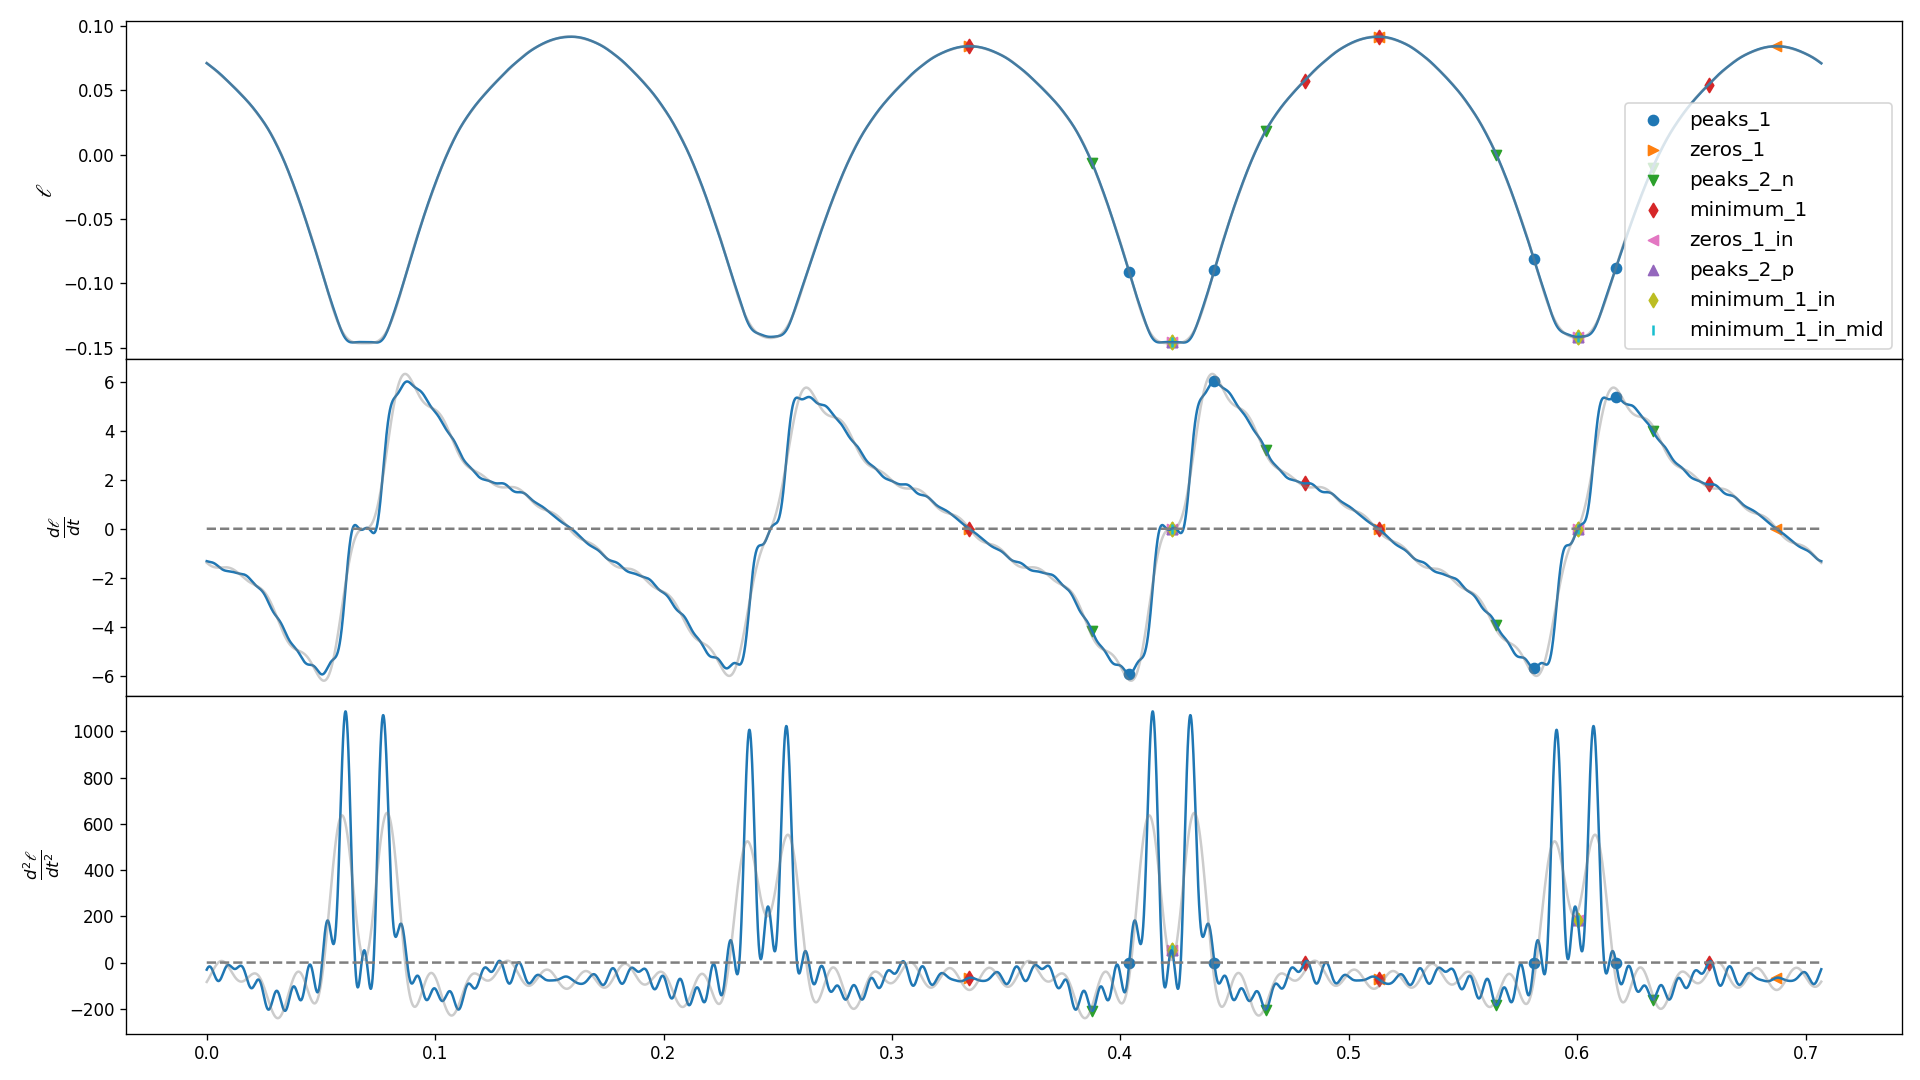 0.10
0.05
0.00
−0.05
−0.10
−0.15
ℓ
peaks_1
zeros_1
peaks_2_n
minimum_1
zeros_1_in
peaks_2_p
minimum_1_in
minimum_1_in_mid
6
4
2
0
−2
−4
−6
dℓ
dt
1000
800
600
400
200
0
−200
d²ℓ
dt²
0.0 0.1 0.2 0.3 0.4 0.5 0.6 0.7